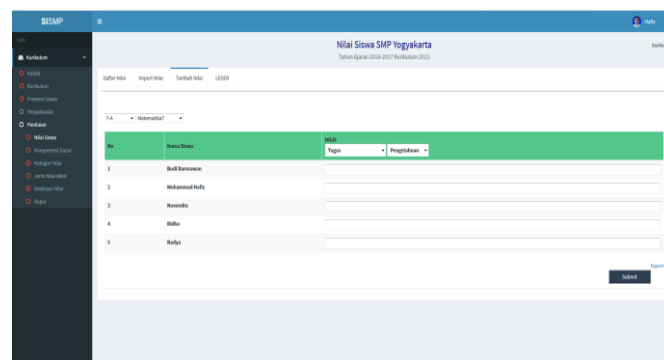 SISMP
Hafiz
Nilai Siswa SMP Yogyakarta
Tahun Ajaran 2016-2017 Kurikulum 2013
Kurikulum
Kaldik
Kurikulum
Presensi Siswa
Penjadwalan
Penilaian
Nilai Siswa
Kompetensi Dasar
Kategori Nilai
Jenis Nilai Akhir
Deskripsi Nilai
Rapor
Daftar Nilai Import Nilai Tambah Nilai LEGER
7-A Matematika7
No Nama Siswa NILAI
Tugas Pengetahuan
1 Budi Darmawan
2 Muhammad Hafiz
3 Novendra
4 Ridho
5 Nadya
Export
Submit